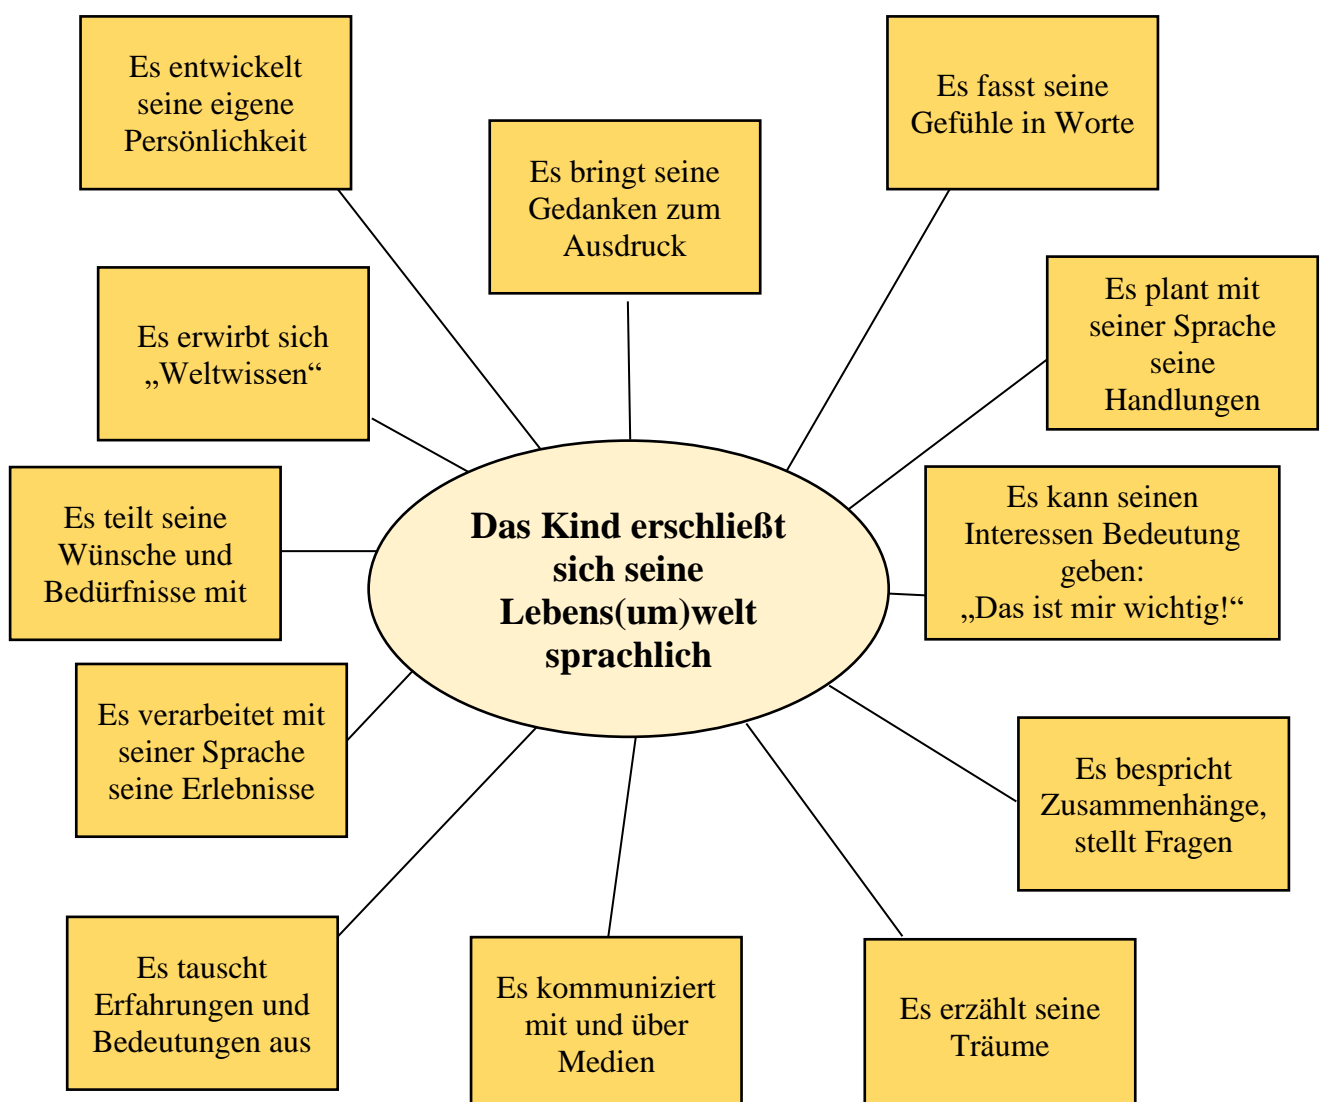 Es entwickelt
seine eigene
Persönlichkeit
Es bringt seine
Gedanken zum
Ausdruck
Es fasst seine
Gefühle in Worte
Es erwirbt sich
„Weltwissen“
Es plant mit
seiner Sprache
seine
Handlungen
Es teilt seine
Wünsche und
Bedürfnisse mit
Das Kind erschließt
sich seine
Lebens(um)welt
sprachlich
Es kann seinen
Interessen Bedeutung
geben:
„Das ist mir wichtig!“
Es verarbeitet mit
seiner Sprache
seine Erlebnisse
Es bespricht
Zusammenhänge,
stellt Fragen
Es tauscht
Erfahrungen und
Bedeutungen aus
Es kommuniziert
mit und über
Medien
Es erzählt seine
Träume